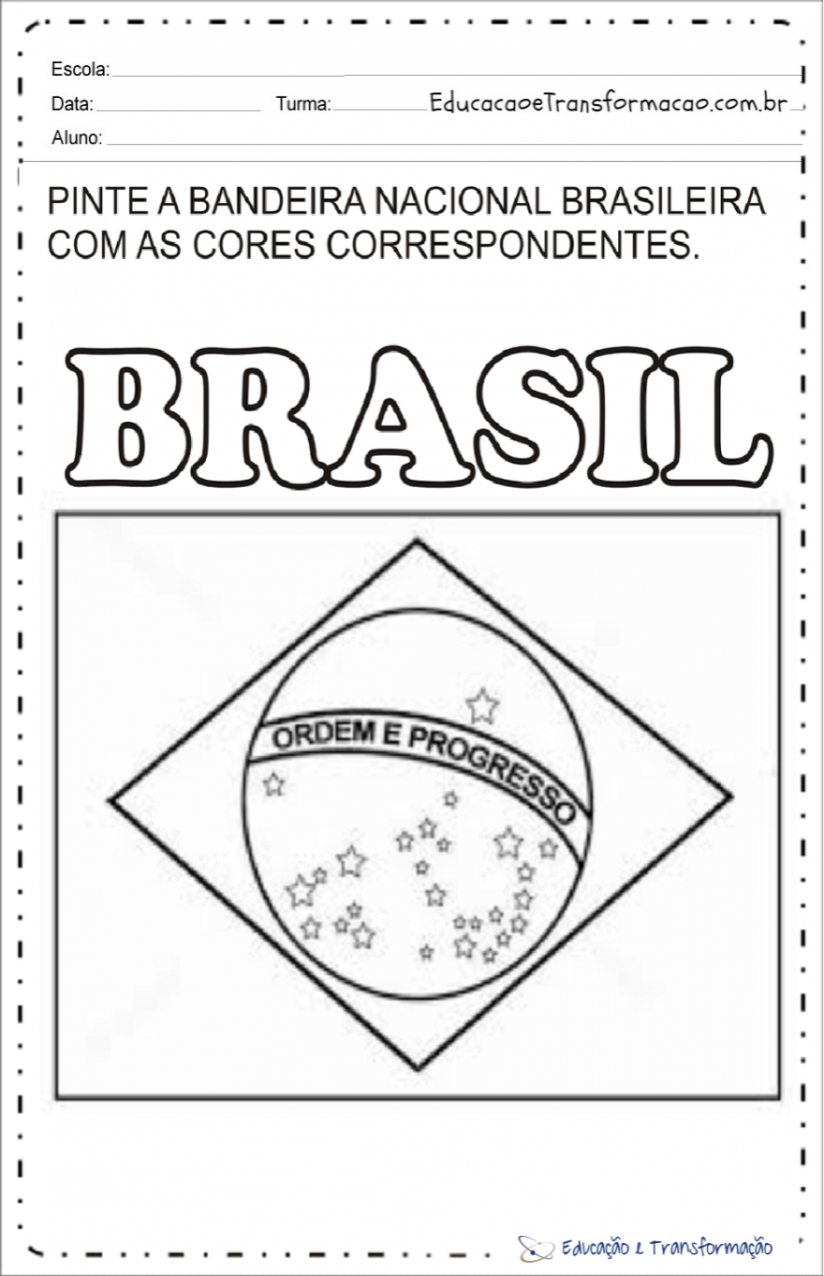 Escola:
Data: Turma: EducacaoeTransformacao.com.br
Aluno:
PINTE A BANDEIRA NACIONAL BRASILEIRA
COM AS CORES CORRESPONDENTES.
BRASIL
ORDEM E PROGRESSO
Educação e Transformação